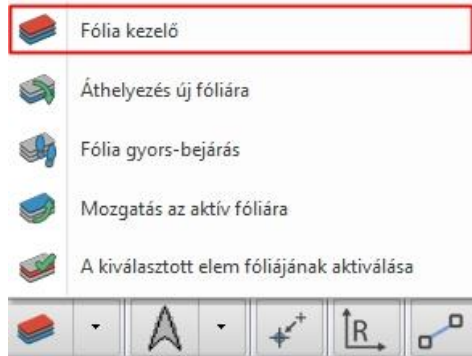 Fólia kezelő
Áthelyezés új fóliára
Fólia gyors-bejárás
Mozgatás az aktív fóliára
A kiválasztott elem fóliájának aktiválása
R